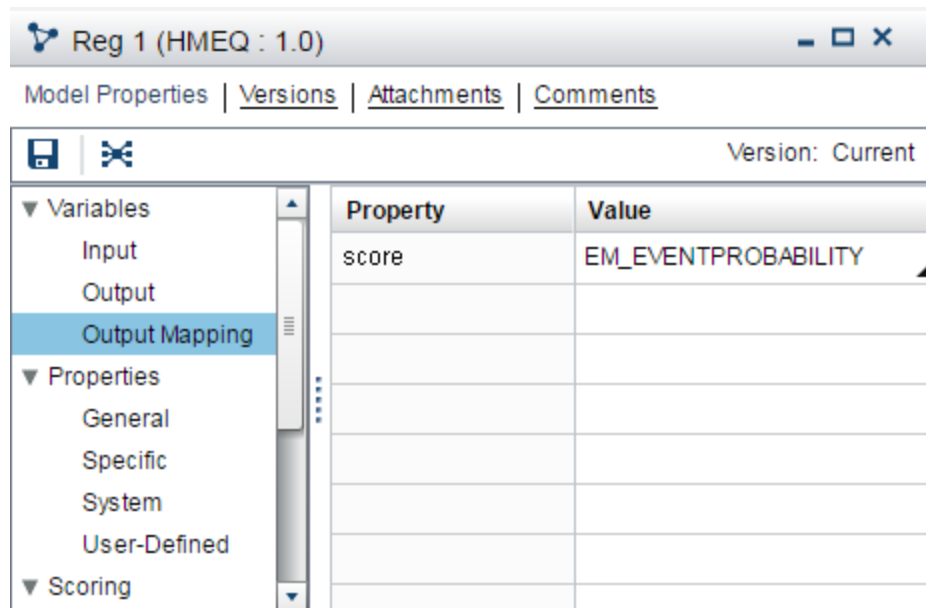 Reg 1 (HMEQ : 1.0)
Model Properties | Versions | Attachments | Comments
Version: Current
Variables
Input
Output
Output Mapping
Properties
General
Specific
System
User-Defined
Scoring
Property Value
score EM_EVENTPROBABILITY